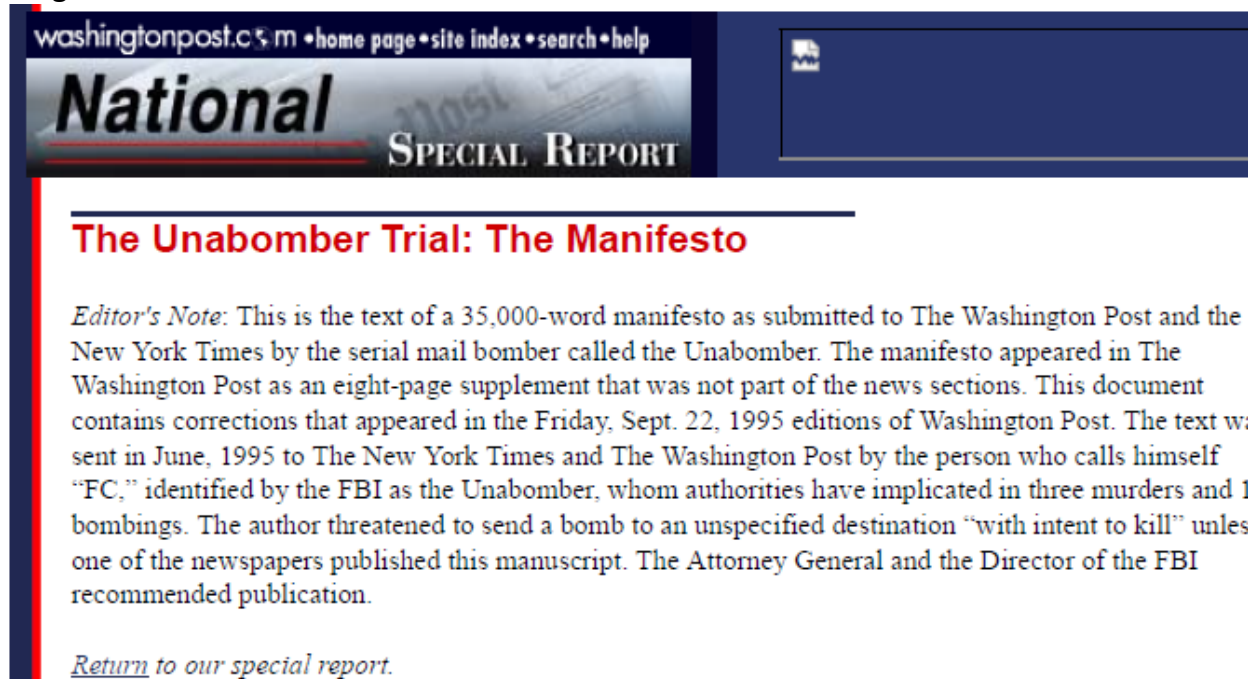 washingtonpost.com •home page•site index•search•help
National
SPECIAL REPORT
The Unabomber Trial: The Manifesto
Editor's Note: This is the text of a 35,000-word manifesto as submitted to The Washington Post and the
New York Times by the serial mail bomber called the Unabomber. The manifesto appeared in The
Washington Post as an eight-page supplement that was not part of the news sections. This document
contains corrections that appeared in the Friday, Sept. 22, 1995 editions of Washington Post. The text
sent in June, 1995 to The New York Times and The Washington Post by the person who calls himself
“FC,” identified by the FBI as the Unabomber, whom authorities have implicated in three murders and
bombings. The author threatened to send a bomb to an unspecified destination “with intent to kill”
one of the newspapers published this manuscript. The Attorney General and the Director of the FBI
recommended publication.
Return to our special report.